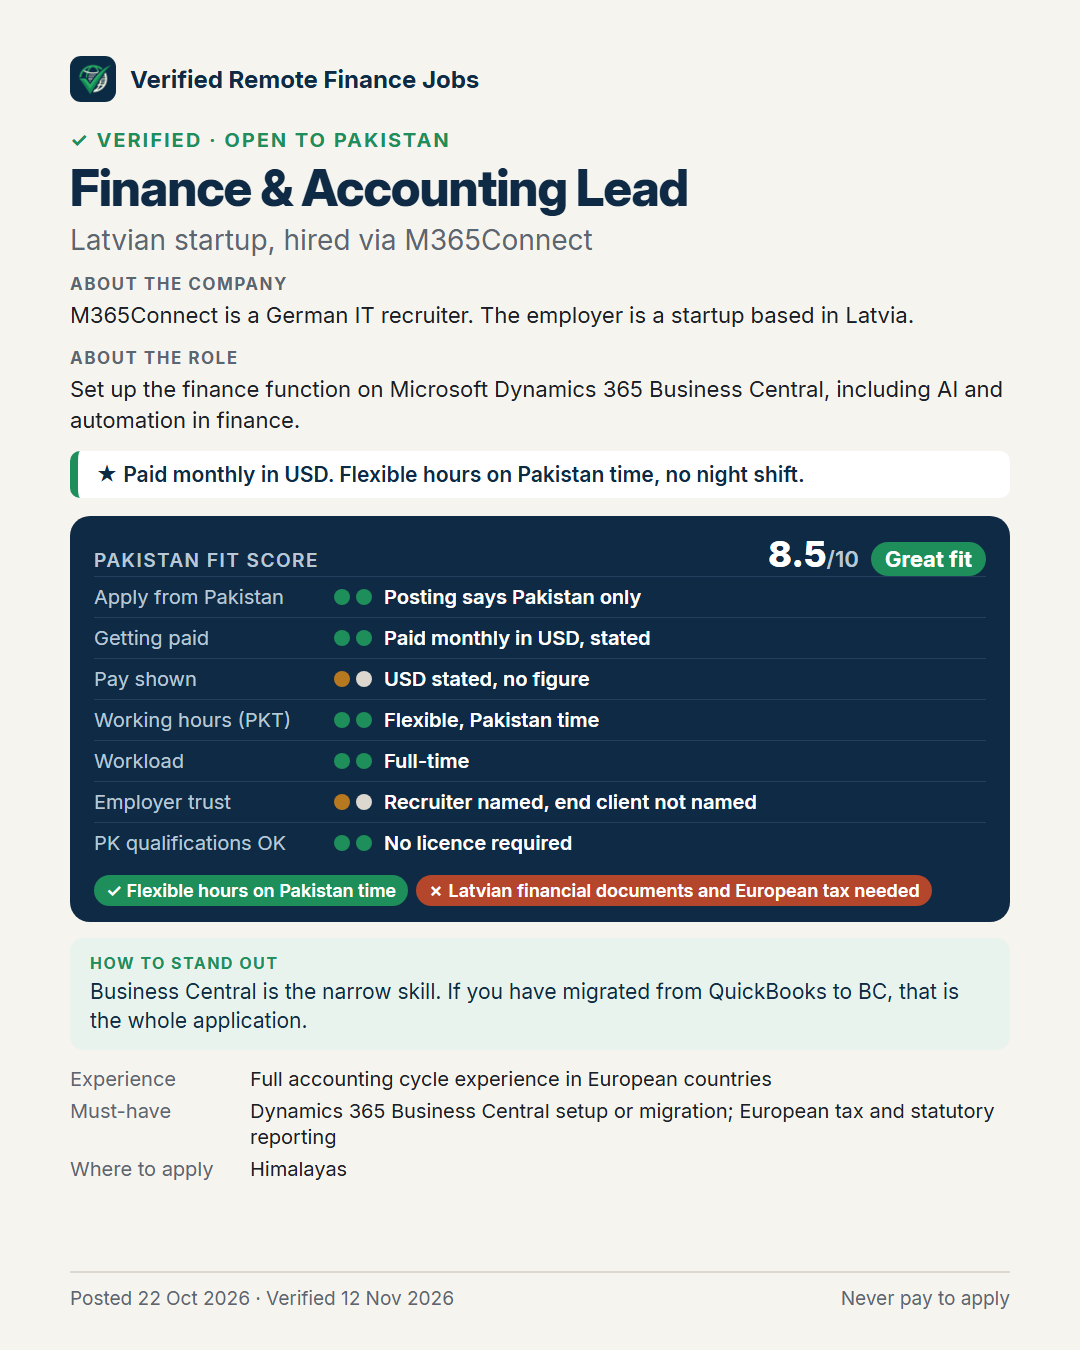 Verified Remote Finance Jobs
✓ VERIFIED · OPEN TO PAKISTAN
Finance & Accounting Lead
Latvian startup, hired via M365Connect
ABOUT THE COMPANY
M365Connect is a German IT recruiter. The employer is a startup based in Latvia.
ABOUT THE ROLE
Set up the finance function on Microsoft Dynamics 365 Business Central, including AI and
automation in finance.
★ Paid monthly in USD. Flexible hours on Pakistan time, no night shift.
PAKISTAN FIT SCORE 8.5/10 Great fit
Apply from Pakistan Posting says Pakistan only
Getting paid Paid monthly in USD, stated
Pay shown USD stated, no figure
Working hours (PKT) Flexible, Pakistan time
Workload Full-time
Employer trust Recruiter named, end client not named
PK qualifications OK No licence required
✓ Flexible hours on Pakistan time × Latvian financial documents and European tax needed
HOW TO STAND OUT
Business Central is the narrow skill. If you have migrated from QuickBooks to BC, that is
the whole application.
Experience Full accounting cycle experience in European countries
Must-have Dynamics 365 Business Central setup or migration; European tax and statutory
reporting
Where to apply Himalayas
Posted 22 Oct 2026 · Verified 12 Nov 2026 Never pay to apply